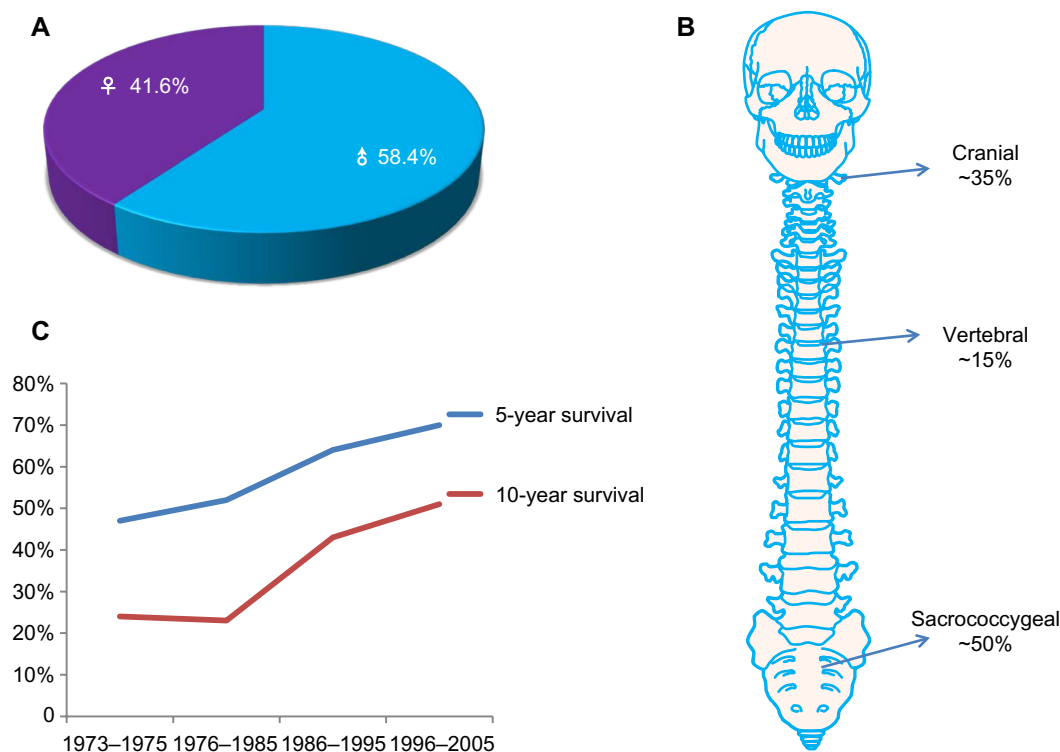 A
♀ 41.6%
♂ 58.4%
B
Cranial
~35%
Vertebral
~15%
Sacrococcygeal
~50%
C
80%
70%
60%
50%
40%
30%
20%
10%
0
5-year survival
10-year survival
1973–1975 1976–1985 1986–1995 1996–2005